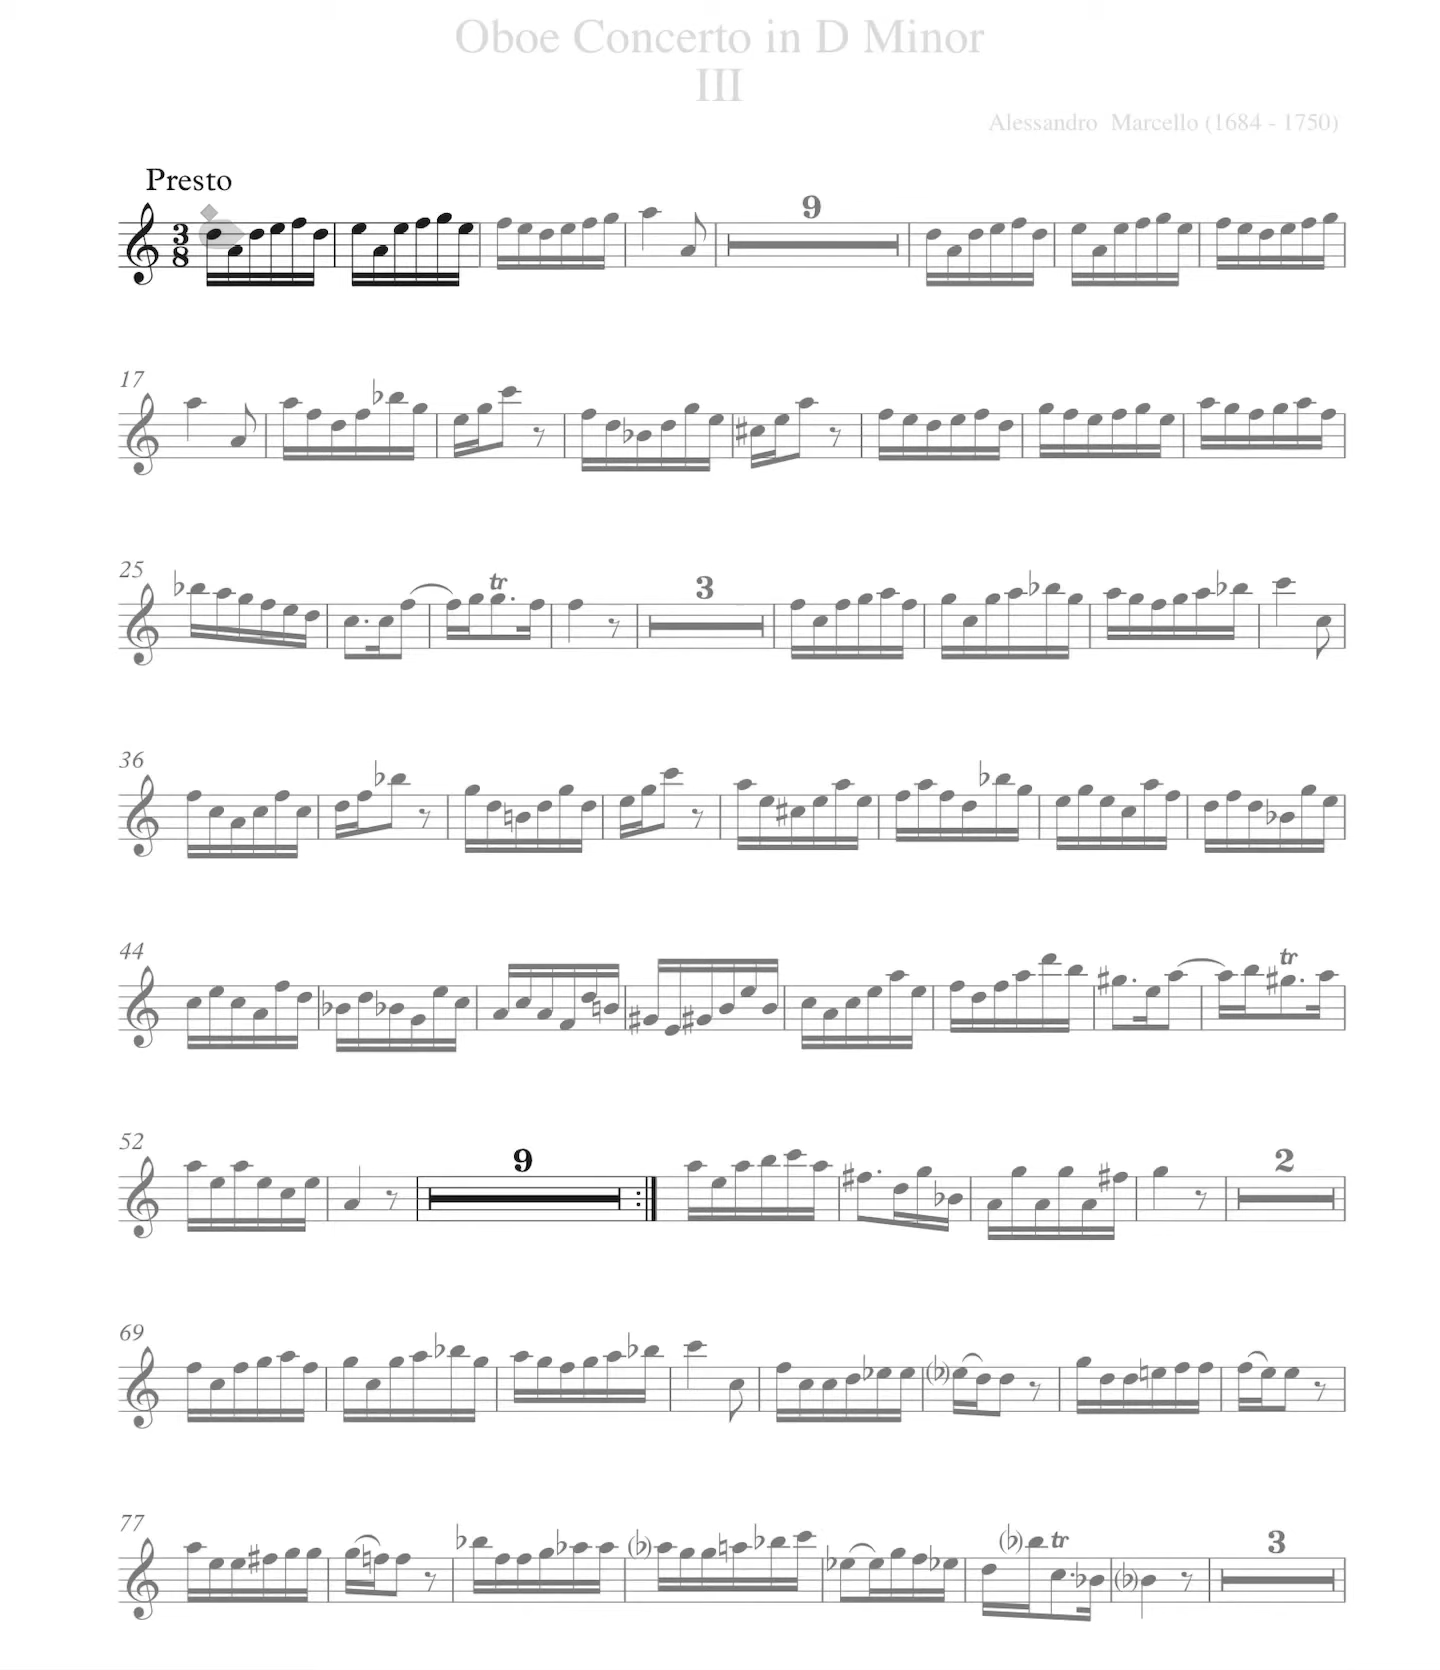 Oboe Concerto in D Minor
III
Alessandro Marcello (1684 - 1750)
Presto
3
8
9
17
25
tr
3
36
44
tr
52
9
2
69
77
tr
3